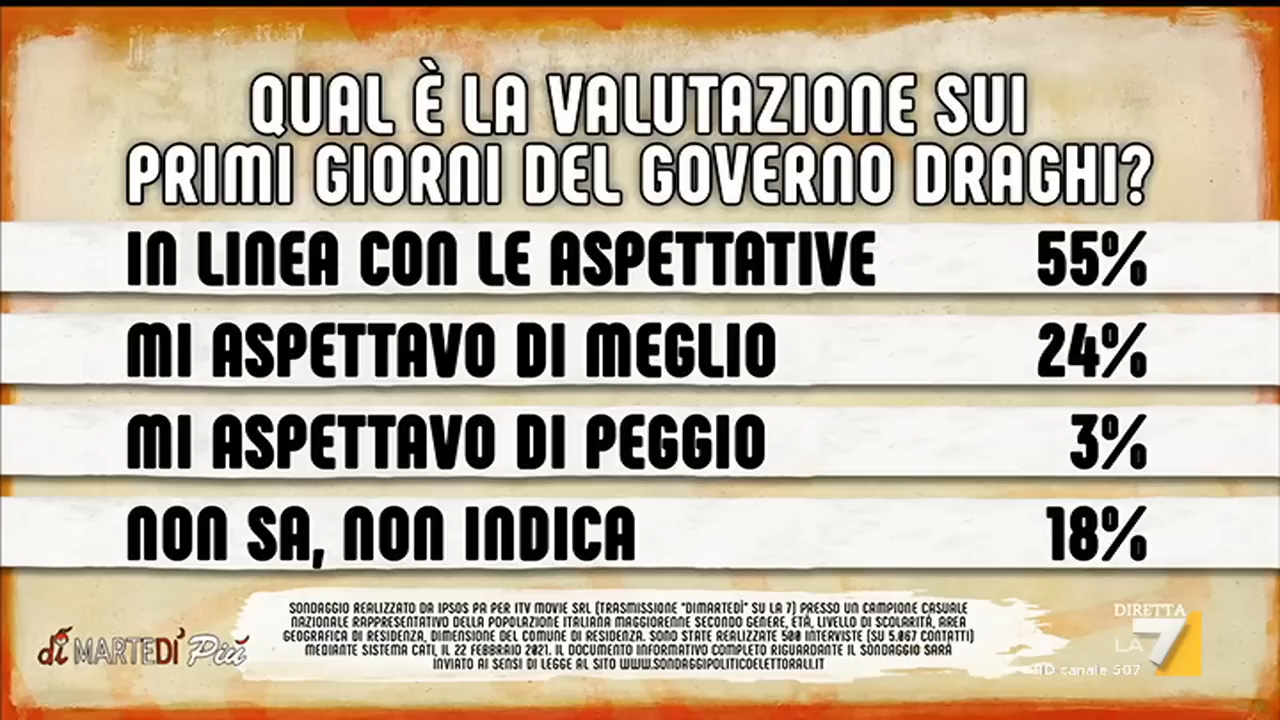 QUAL È LA VALUTAZIONE SUI
PRIMI GIORNI DEL GOVERNO DRAGHI?
IN LINEA CON LE ASPETTATIVE 55%
MI ASPETTAVO DI MEGLIO 24%
MI ASPETTAVO DI PEGGIO 3%
NON SA, NON INDICA 18%
SONDAGGIO REALIZZATO DA IPSOS PA PER ITV MOVIE SRL (TRASMISSIONE "DIMARTEDÌ" SU LA 7) PRESSO UN CAMPIONE CASUALE
NAZIONALE RAPPRESENTATIVO DELLA POPOLAZIONE ITALIANA MAGGIORENNE SECONDO GENERE, ETÀ, LIVELLO DI SCOLARITÀ, AREA
GEOGRAFICA DI RESIDENZA, DIMENSIONE DEL COMUNE DI RESIDENZA. SONO STATE REALIZZATE 500 INTERVISTE (SU 5.067 CONTATTI)
MEDIANTE SISTEMA CATI, IL 22 FEBBRAIO 2021. IL DOCUMENTO INFORMATIVO COMPLETO RIGUARDANTE IL SONDAGGIO SARÀ
INVIATO AI SENSI DI LEGGE AL SITO WWW.SONDAGGIPOLITICOELETTORALI.IT
dì MARTEDÌ Più
DIRETTA
LA 7
HD canale 507